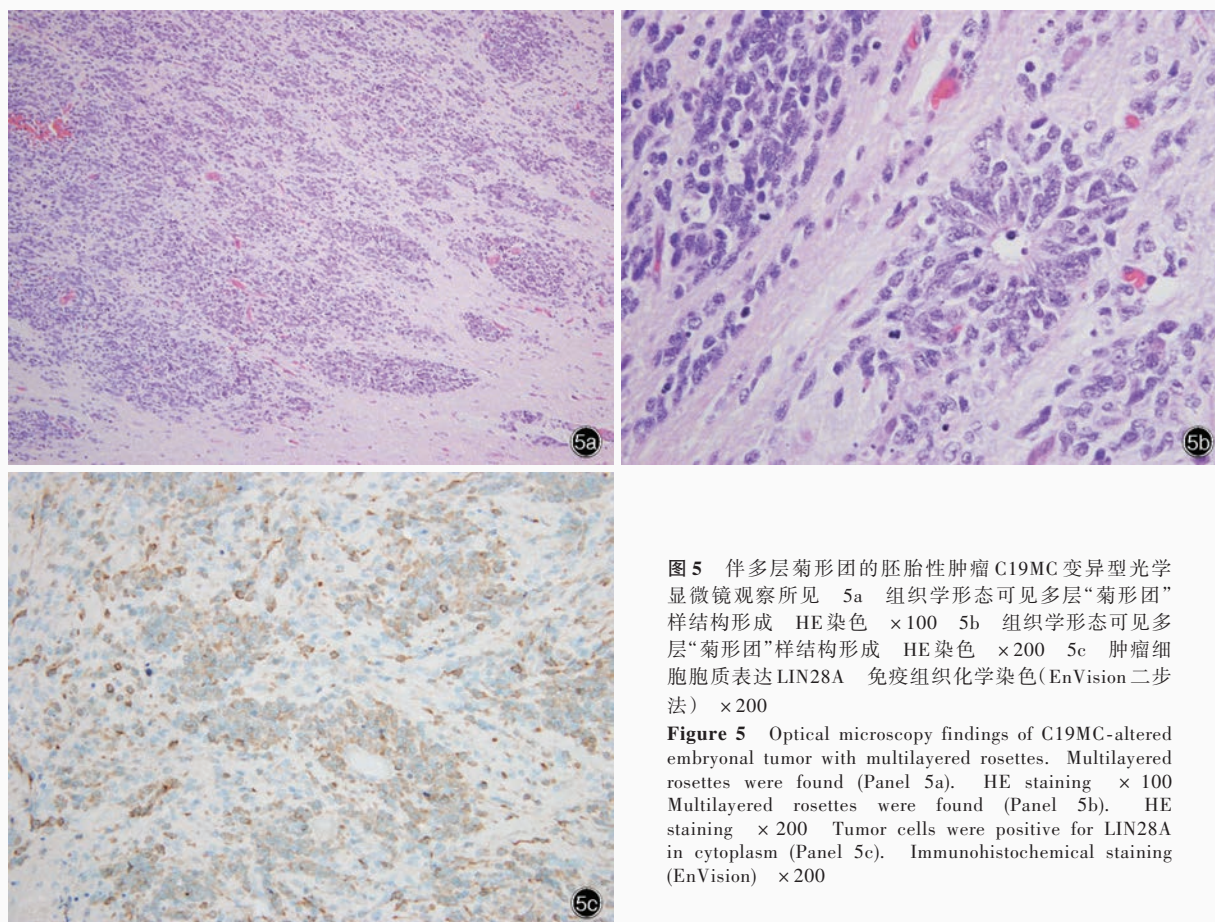 5a
5b
5c
图5 伴多层菊形团的胚胎性肿瘤C19MC变异型光学
显微镜观察所见 5a 组织学形态可见多层“菊形团”
样结构形成 HE染色 ×100 5b 组织学形态可见多
层“菊形团”样结构形成 HE染色 ×200 5c 肿瘤细
胞胞质表达LIN28A 免疫组织化学染色(EnVision二步
法) ×200
Figure 5 Optical microscopy findings of C19MC-altered
embryonal tumor with multilayered rosettes. Multilayered
rosettes were found (Panel 5a). HE staining × 100
Multilayered rosettes were found (Panel 5b). HE
staining × 200 Tumor cells were positive for LIN28A
in cytoplasm (Panel 5c). Immunohistochemical staining
(EnVision) × 200